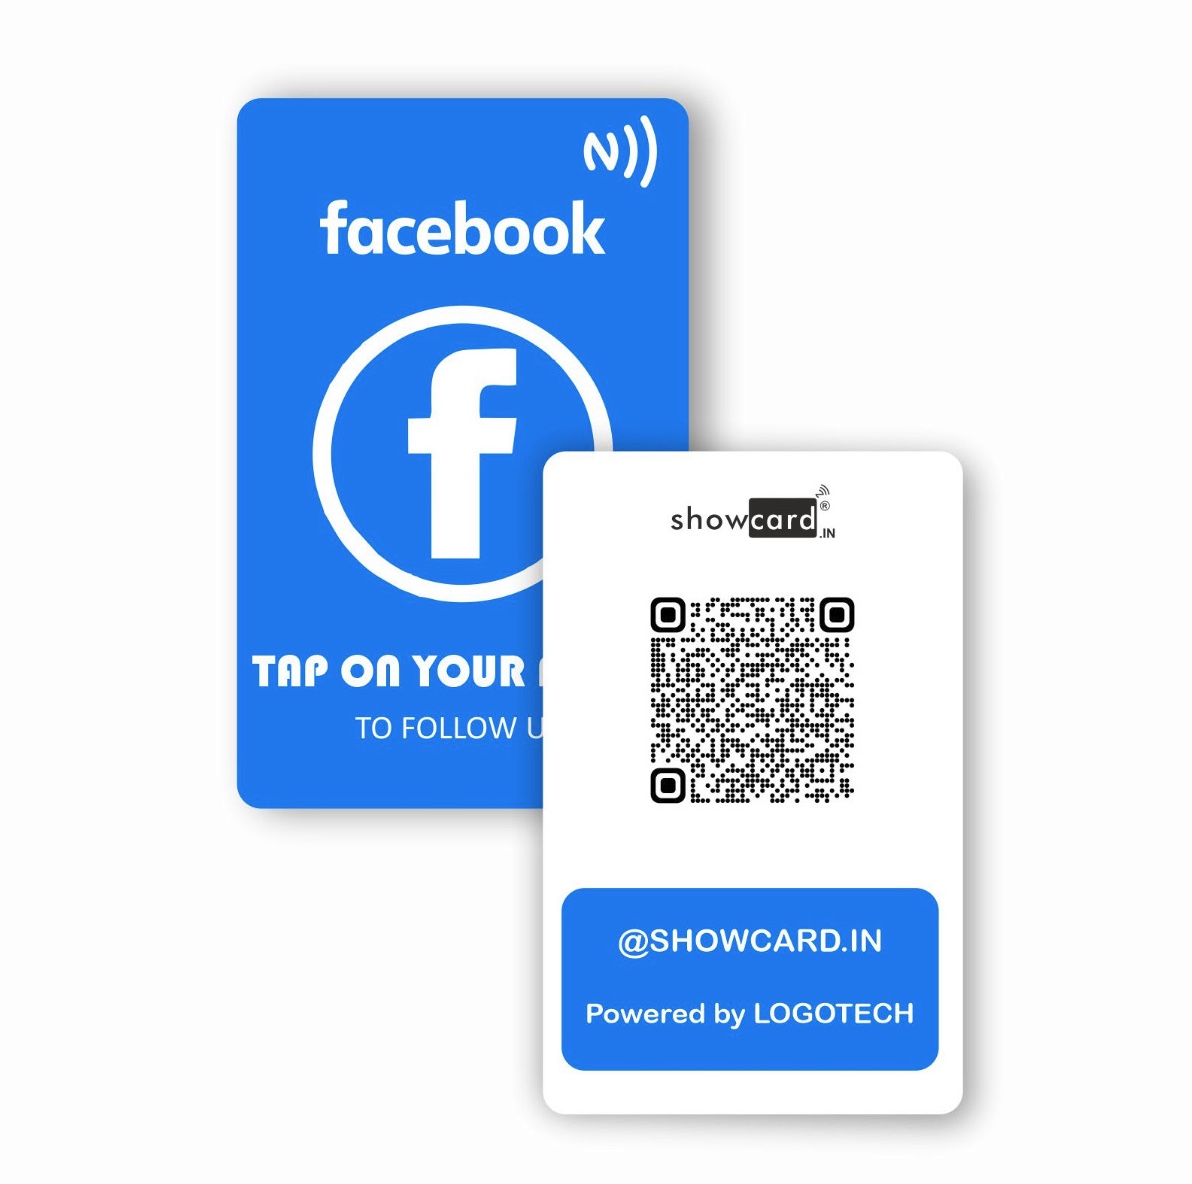 facebook
TAP ON YOUR
TO FOLLOW U
showcard®
.IN
@SHOWCARD.IN
Powered by LOGOTECH